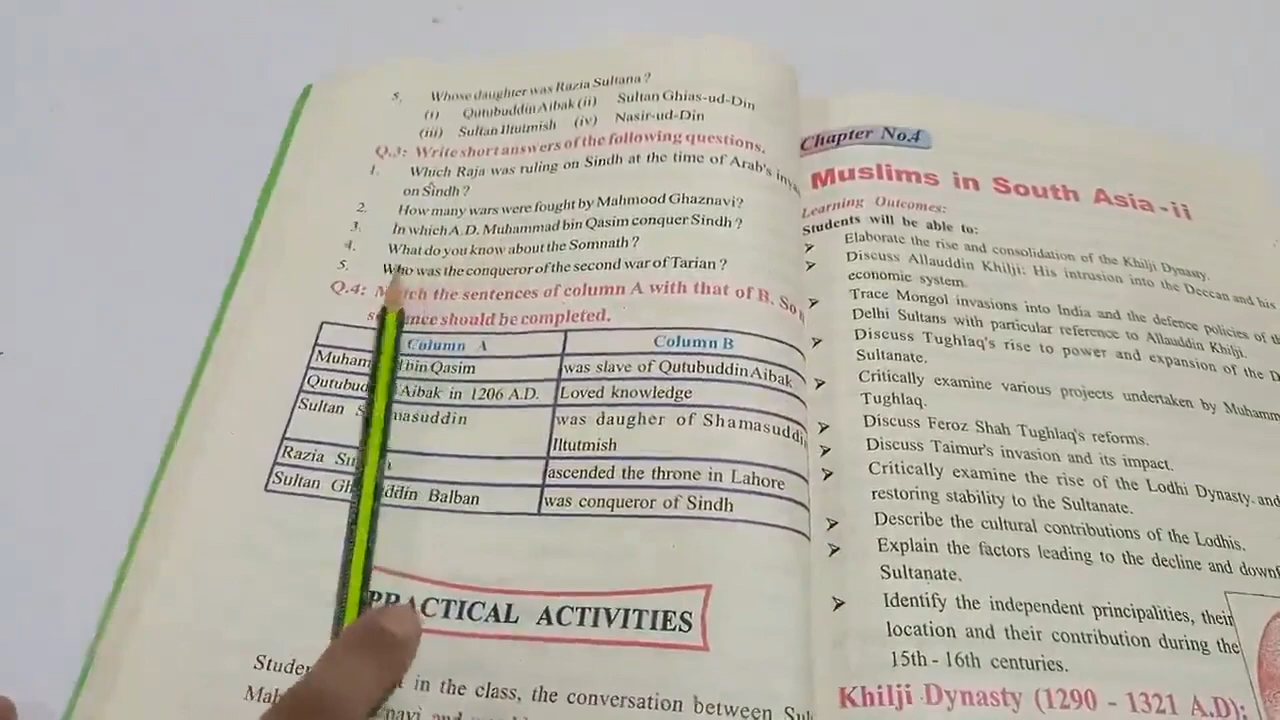 5. Whose daughter was Razia Sultana ?
(i) Qutubuddin Aibak (ii) Sultan Ghias-ud-Din
(iii) Sultan Iltutmish (iv) Nasir-ud-Din
Q.3: Write short answers of the following questions.
1. Which Raja was ruling on Sindh at the time of Arab's
on Sindh ?
2. How many wars were fought by Mahmood Ghaznavi?
3. In which A.D. Muhammad bin Qasim conquer Sindh ?
4. What do you know about the Somnath ?
5. Who was the conqueror of the second war of Tarian ?
Q.4: the sentences of column A with that of B. So
should be completed.
Column A Column B
bin Qasim was slave of Qutubuddin Aibak
Aibak in 1206 A.D. Loved knowledge
Sultan was daugher of
Iltutmish
Razia ascended the throne in Lahore
Sultan Balban was conqueror of Sindh
PRACTICAL ACTIVITIES
in the class, the conversation between
Chapter No.4
Muslims in South Asia-ii
Learning Outcomes:
Students will be able to:
➢ Elaborate the rise and consolidation of the Khilji Dynasty.
➢ Discuss Allauddin Khilji: His intrusion into the Deccan and his
economic system.
➢ Trace Mongol invasions into India and the defence policies of
Delhi Sultans with particular reference to Allauddin Khilji.
➢ Discuss Tughlaq's rise to power and expansion of the
Sultanate.
➢ Critically examine various projects undertaken by
Tughlaq.
➢ Discuss Feroz Shah Tughlaq's reforms.
➢ Discuss Taimur's invasion and its impact.
➢ Critically examine the rise of the Lodhi Dynasty and
restoring stability to the Sultanate.
➢ Describe the cultural contributions of the Lodhis.
➢ Explain the factors leading to the decline and
Sultanate.
➢ Identify the independent principalities, their
location and their contribution during the
15th - 16th centuries.
Khilji Dynasty (1290 - 1321 A.D):